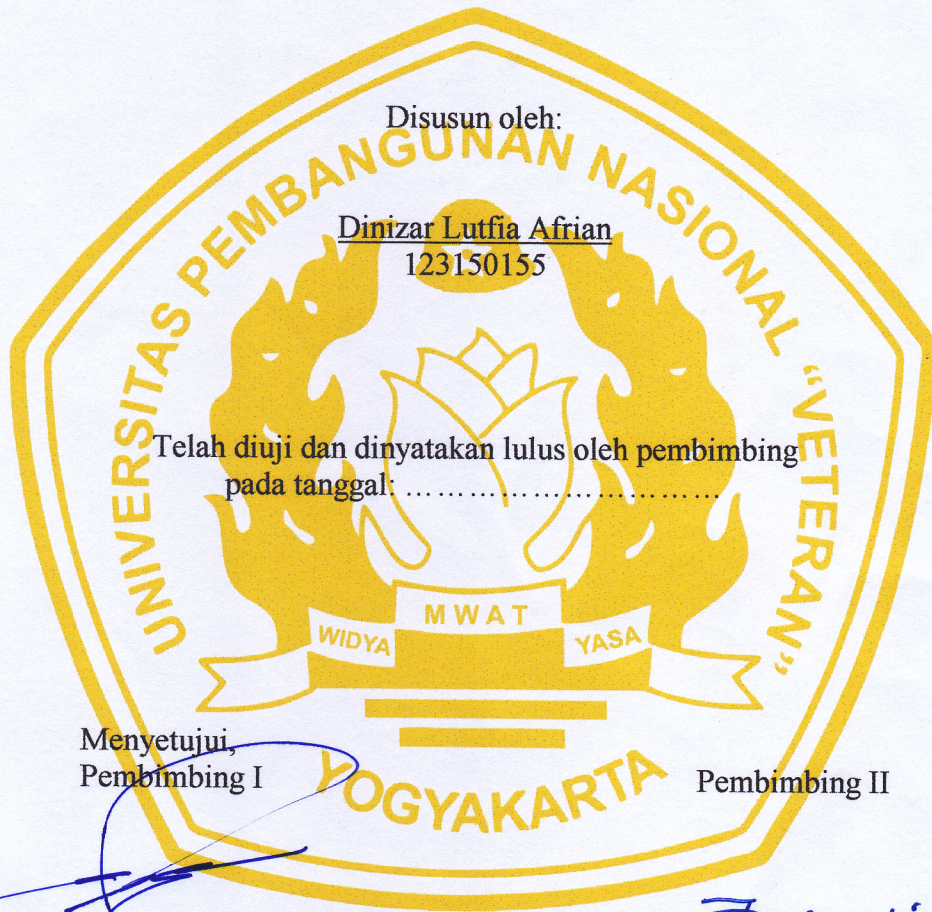 Disusun oleh:
UNIVERSITAS PEMBANGUNAN NASIONAL "VETERAN"
Dinizar Lutfia Afrian
123150155
Telah diuji dan dinyatakan lulus oleh pembimbing
pada tanggal: ……………………………
WIDYA MWAT YASA
Menyetujui,
Pembimbing I
Pembimbing II
YOGYAKARTA